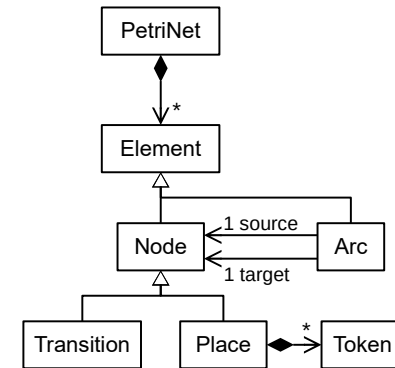 PetriNet
*
Element
1 source
Node
Arc
1 target
*
Transition
Place
Token